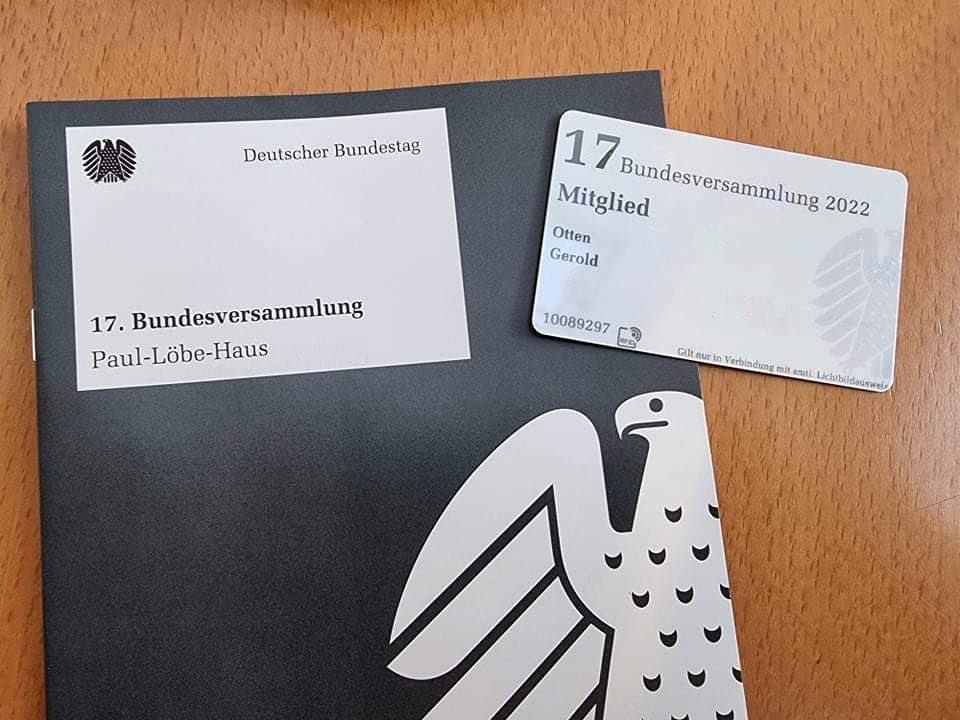 Deutscher Bundestag
17. Bundesversammlung
Paul-Löbe-Haus
17 Bundesversammlung 2022
Mitglied
Otten
Gerold
10089297
RFID
Gilt nur in Verbindung mit amtl. Lichtbildausweis